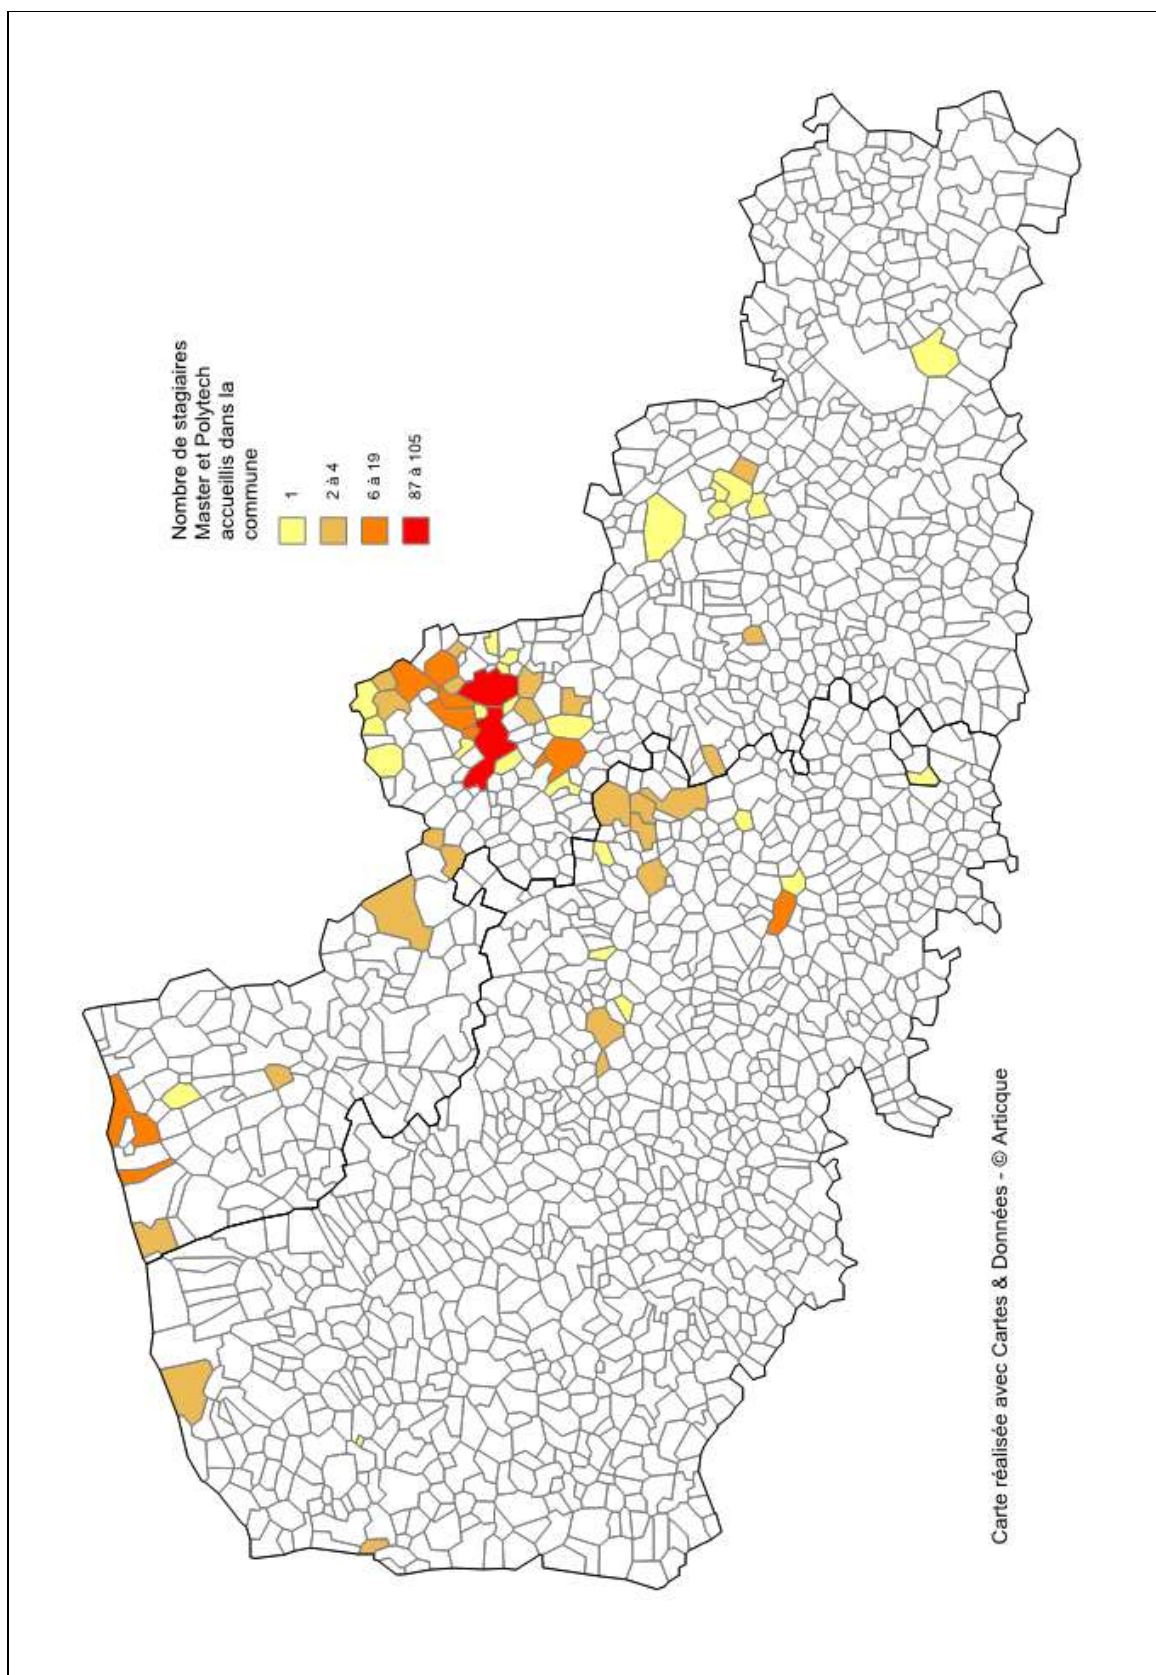 Nombre de stagiaires
Master et Polytech
accueillis dans la
commune
1
2 à 4
6 à 19
87 à 105
Carte réalisée avec Cartes & Données - © Articque